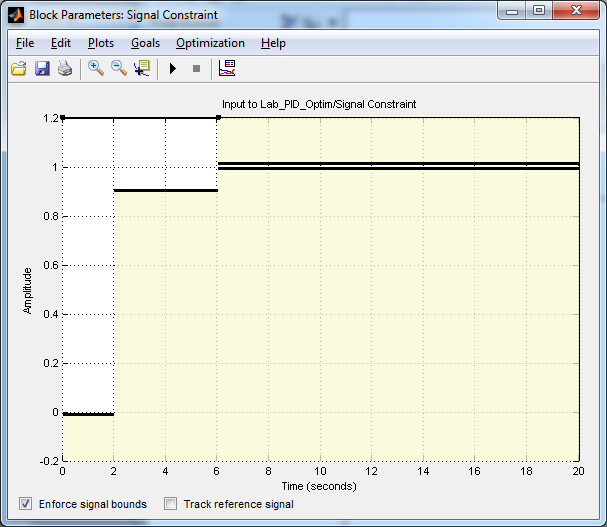 Block Parameters: Signal Constraint
File Edit Plots Goals Optimization Help
Input to Lab_PID_Optim/Signal Constraint
1.2
1
0.8
0.6
0.4
0.2
0
-0.2
Amplitude
0 2 4 6 8 10 12 14 16 18 20
Time (seconds)
Enforce signal bounds Track reference signal